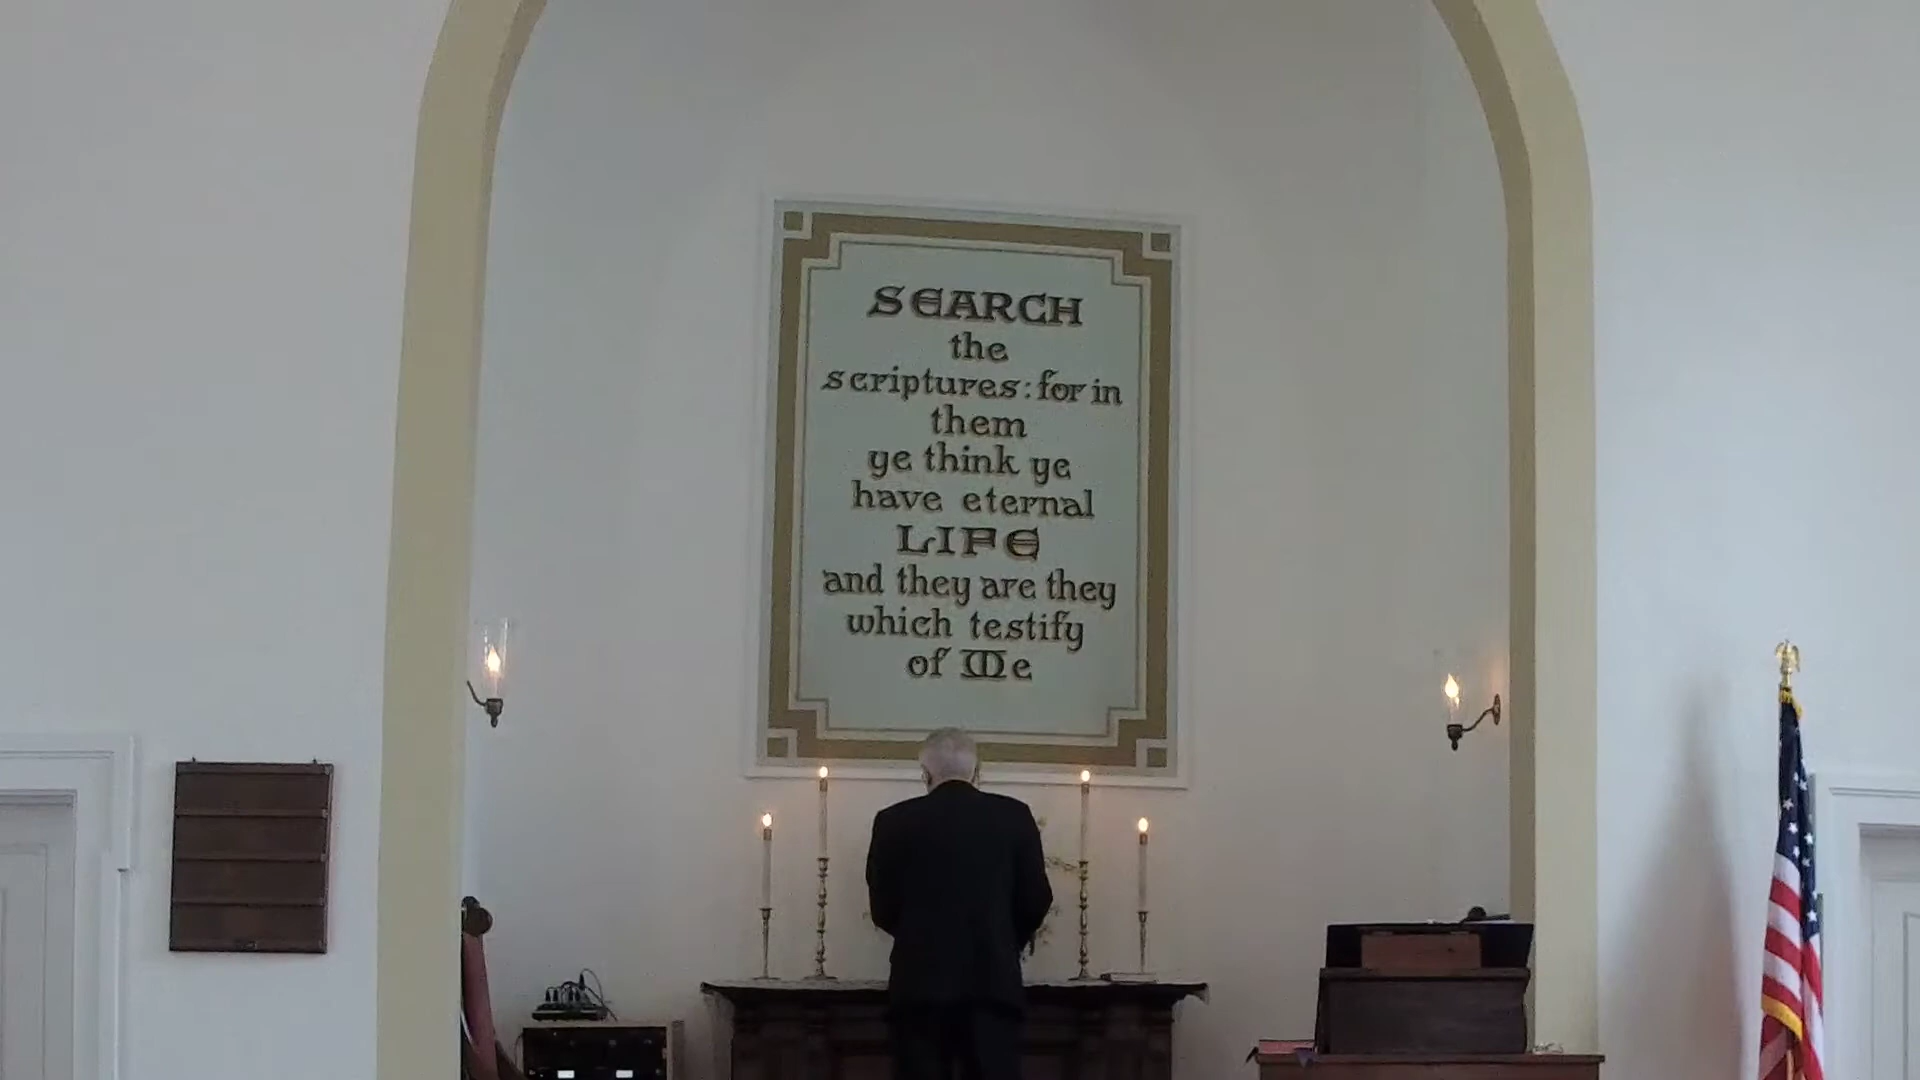 SEARCH
the
scriptures: for in
them
ye think ye
have eternal
LIFE
and they are they
which testify
of Me